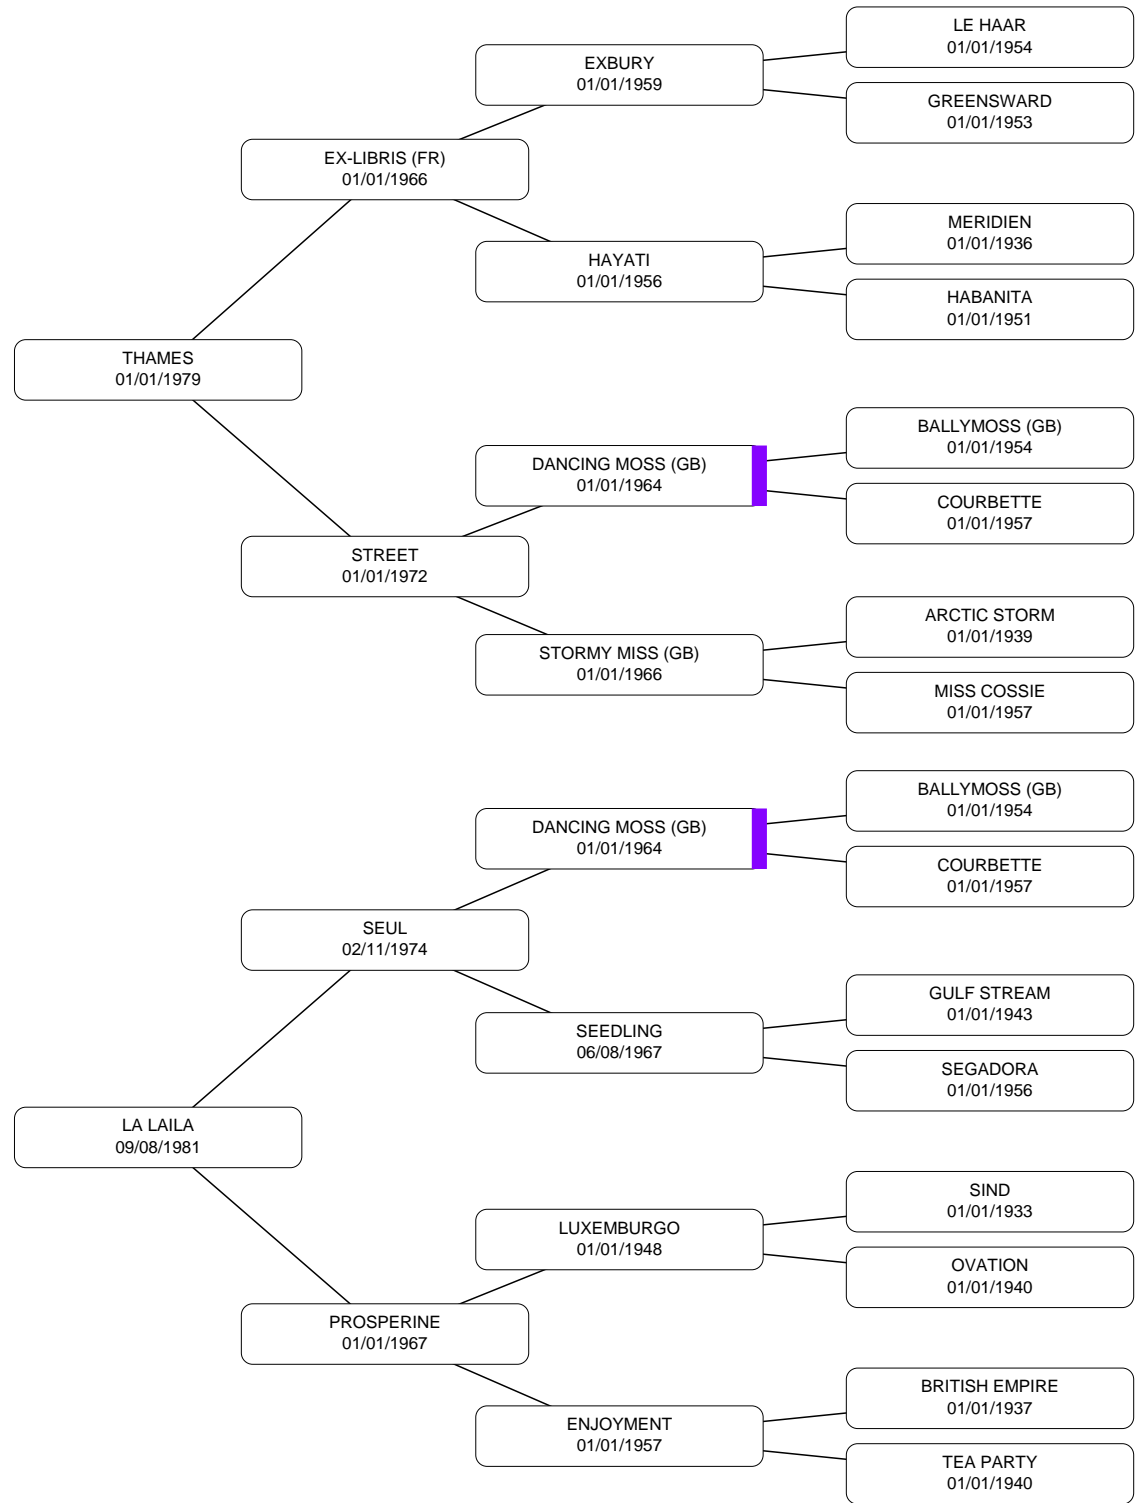 LE HAAR
01/01/1954
EXBURY
01/01/1959
GREENSWARD
01/01/1953
EX-LIBRIS (FR)
01/01/1966
MERIDIEN
01/01/1936
HAYATI
01/01/1956
HABANITA
01/01/1951
THAMES
01/01/1979
BALLYMOSS (GB)
01/01/1954
DANCING MOSS (GB)
01/01/1964
COURBETTE
01/01/1957
STREET
01/01/1972
ARCTIC STORM
01/01/1939
STORMY MISS (GB)
01/01/1966
MISS COSSIE
01/01/1957
BALLYMOSS (GB)
01/01/1954
DANCING MOSS (GB)
01/01/1964
COURBETTE
01/01/1957
SEUL
02/11/1974
GULF STREAM
01/01/1943
SEEDLING
06/08/1967
SEGADORA
01/01/1956
LA LAILA
09/08/1981
SIND
01/01/1933
LUXEMBURGO
01/01/1948
OVATION
01/01/1940
PROSPERINE
01/01/1967
BRITISH EMPIRE
01/01/1937
ENJOYMENT
01/01/1957
TEA PARTY
01/01/1940